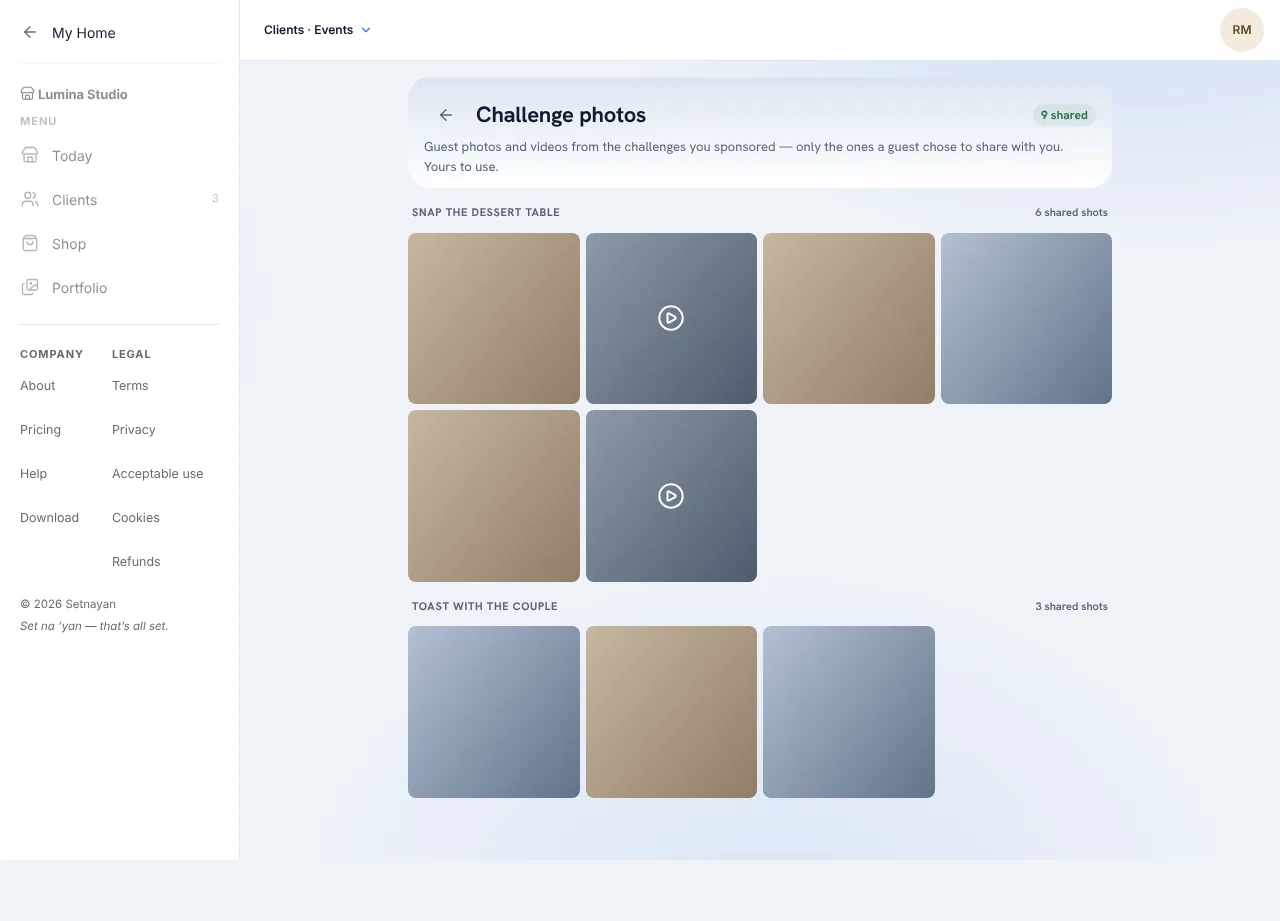 My Home
Lumina Studio
MENU
Today
Clients 3
Shop
Portfolio
COMPANY LEGAL
About Terms
Pricing Privacy
Help Acceptable use
Download Cookies
Refunds
© 2026 Setnayan
Set na ’yan — that’s all set.
Clients · Events
RM
Challenge photos
9 shared
Guest photos and videos from the challenges you sponsored — only the ones a guest chose to share with you.
Yours to use.
SNAP THE DESSERT TABLE 6 shared shots
TOAST WITH THE COUPLE 3 shared shots